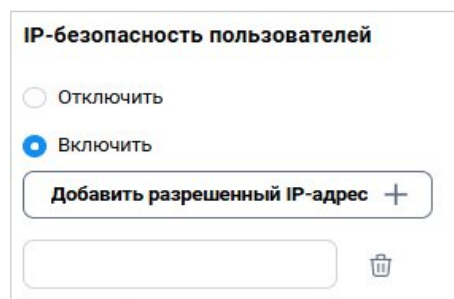 IP-безопасность пользователей
Отключить
Включить
Добавить разрешенный IP-адрес